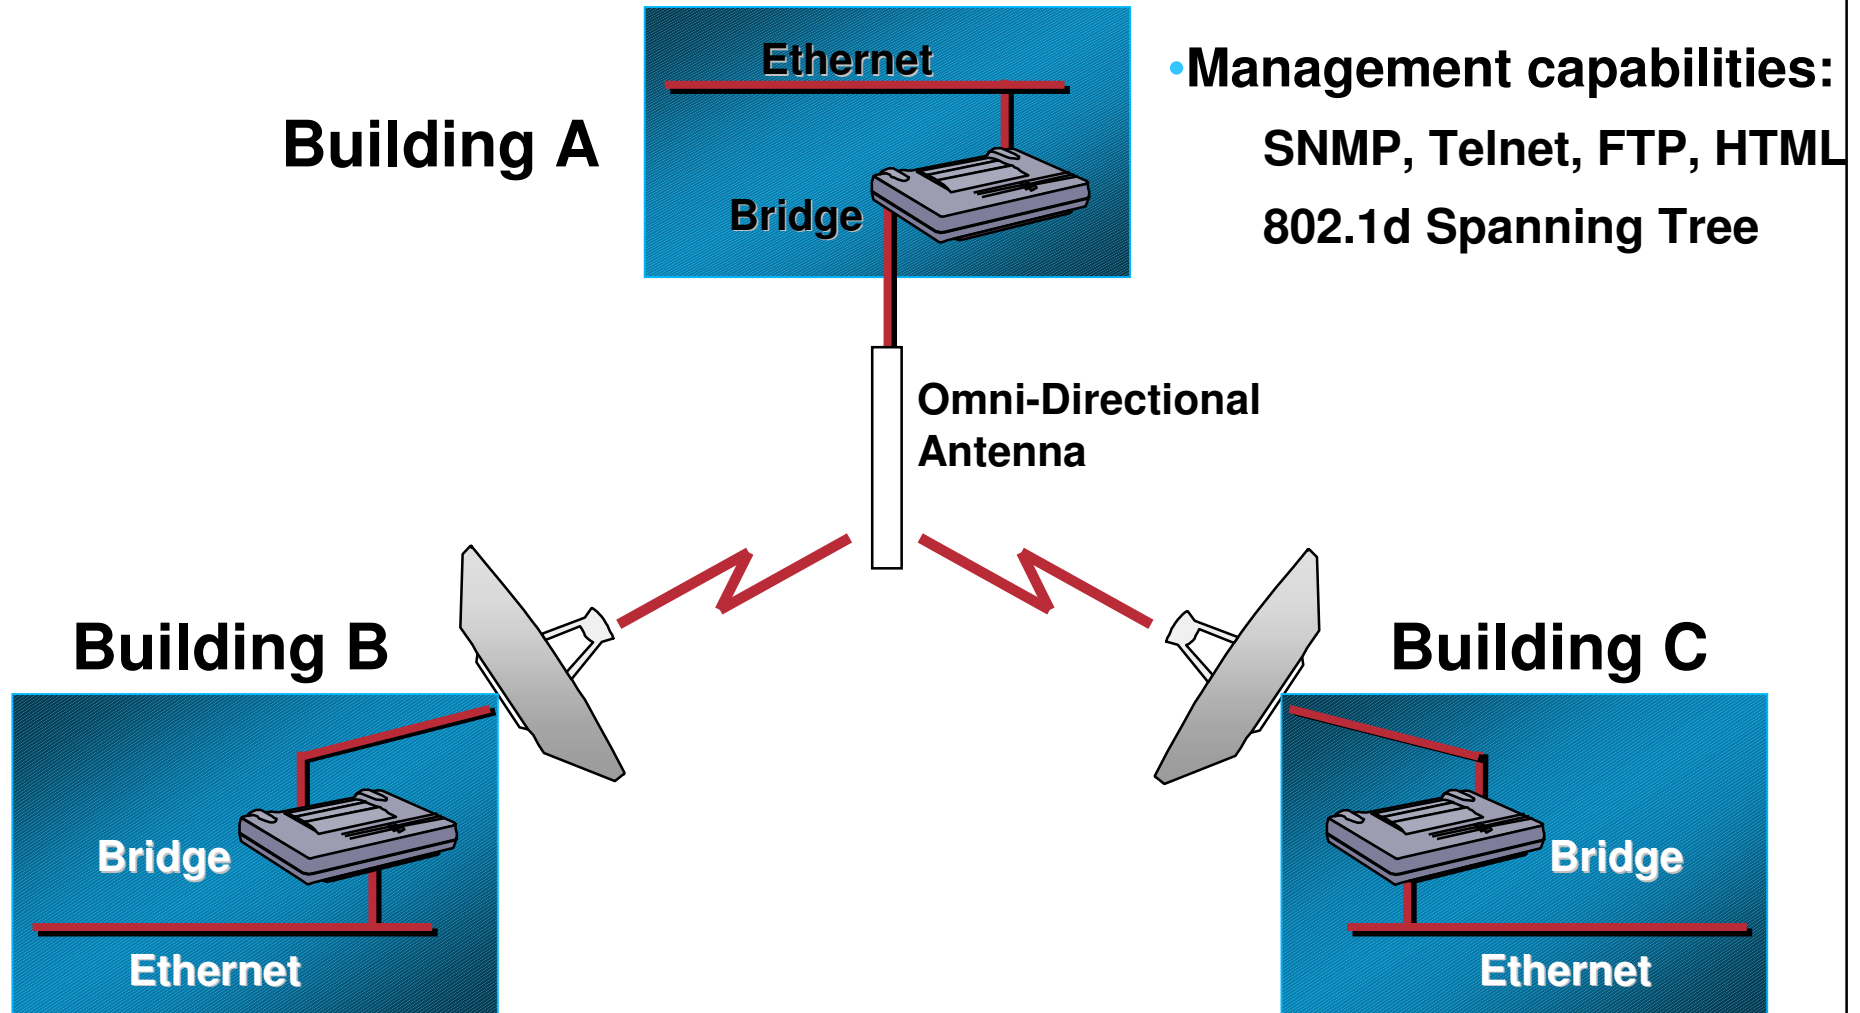 Ethernet
Building A
Bridge
•Management capabilities:
SNMP, Telnet, FTP, HTML
802.1d Spanning Tree
Omni-Directional
Antenna
Building B
Bridge
Ethernet
Building C
Bridge
Ethernet